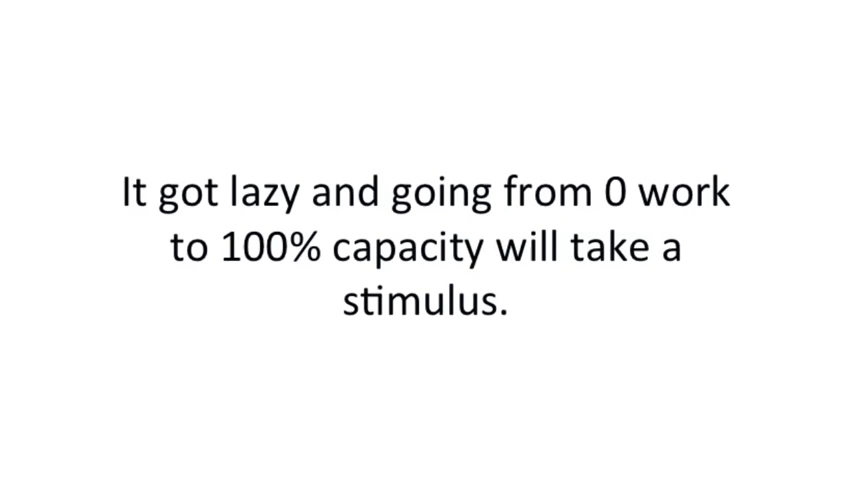 It got lazy and going from 0 work
to 100% capacity will take a
stimulus.